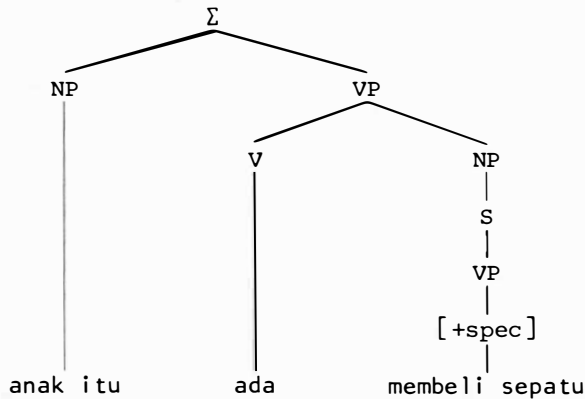 Σ
NP VP
V NP
S
VP
[+spec]
anak itu ada membeli sepatu